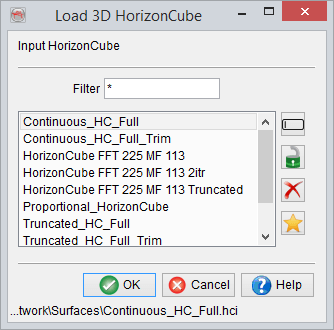 Load 3D HorizonCube
Input HorizonCube
Filter *
Continuous_HC_Full
Continuous_HC_Full_Trim
HorizonCube FFT 225 MF 113
HorizonCube FFT 225 MF 113 2itr
HorizonCube FFT 225 MF 113 Truncated
Proportional_HorizonCube
Truncated_HC_Full
Truncated_HC_Full_Trim
OK Cancel Help
...twork\Surfaces\Continuous_HC_Full.hci